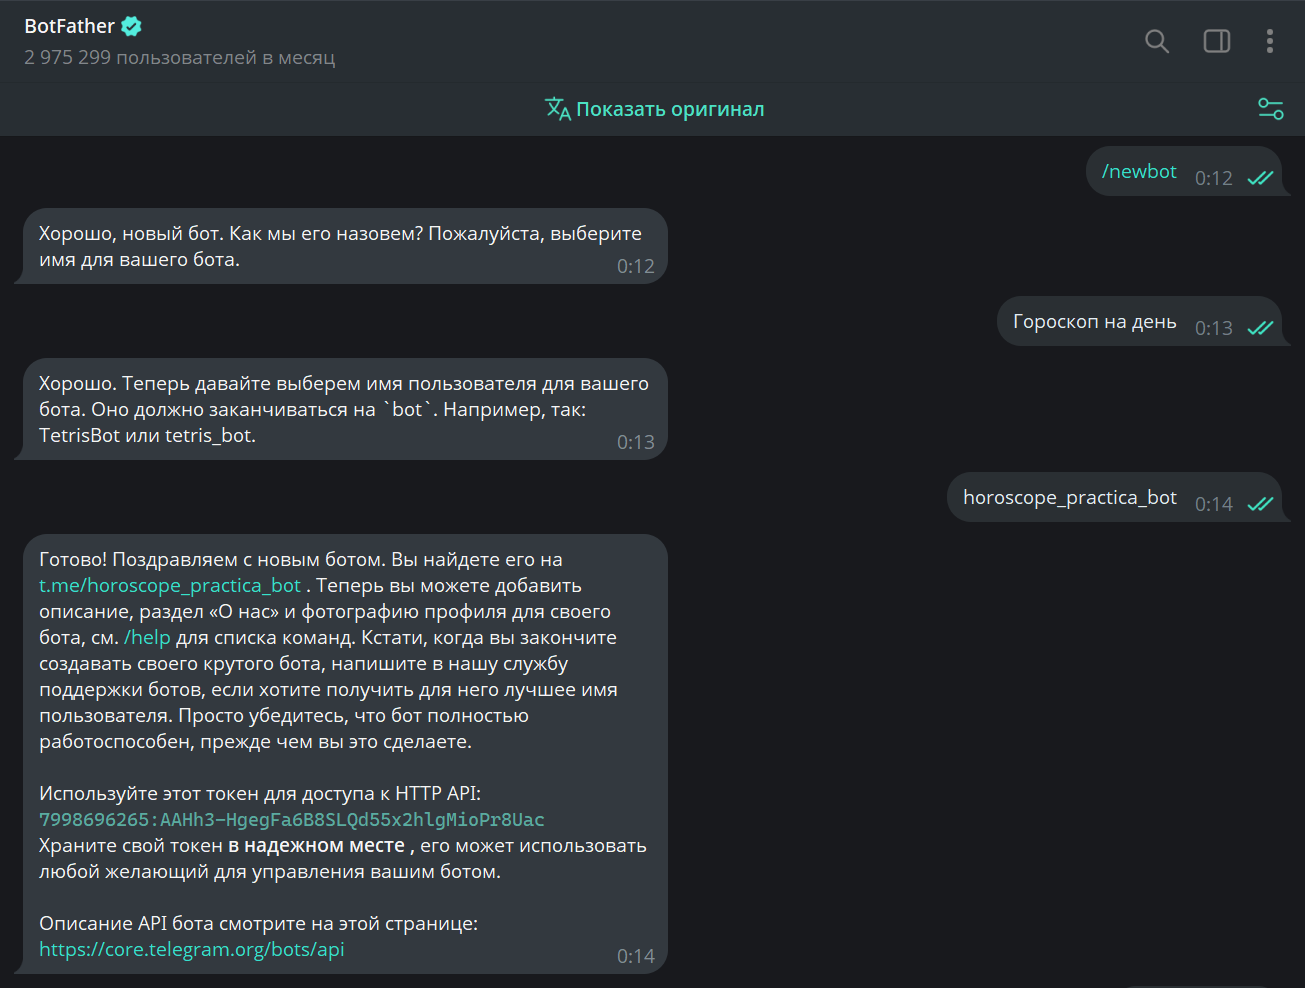 BotFather
2 975 299 пользователей в месяц
Показать оригинал
/newbot 0:12
Хорошо, новый бот. Как мы его назовем? Пожалуйста, выберите
имя для вашего бота.
0:12
Гороскоп на день 0:13
Хорошо. Теперь давайте выберем имя пользователя для вашего
бота. Оно должно заканчиваться на `bot`. Например, так:
TetrisBot или tetris_bot.
0:13
horoscope_practica_bot 0:14
Готово! Поздравляем с новым ботом. Вы найдете его на
t.me/horoscope_practica_bot . Теперь вы можете добавить
описание, раздел «О нас» и фотографию профиля для своего
бота, см. /help для списка команд. Кстати, когда вы закончите
создавать своего крутого бота, напишите в нашу службу
поддержки ботов, если хотите получить для него лучшее имя
пользователя. Просто убедитесь, что бот полностью
работоспособен, прежде чем вы это сделаете.
Используйте этот токен для доступа к HTTP API:
7998696265:AAHh3-HgegFa6B8SLQd55x2hlgMioPr8Uac
Храните свой токен в надежном месте , его может использовать
любой желающий для управления вашим ботом.
Описание API бота смотрите на этой странице:
https://core.telegram.org/bots/api
0:14